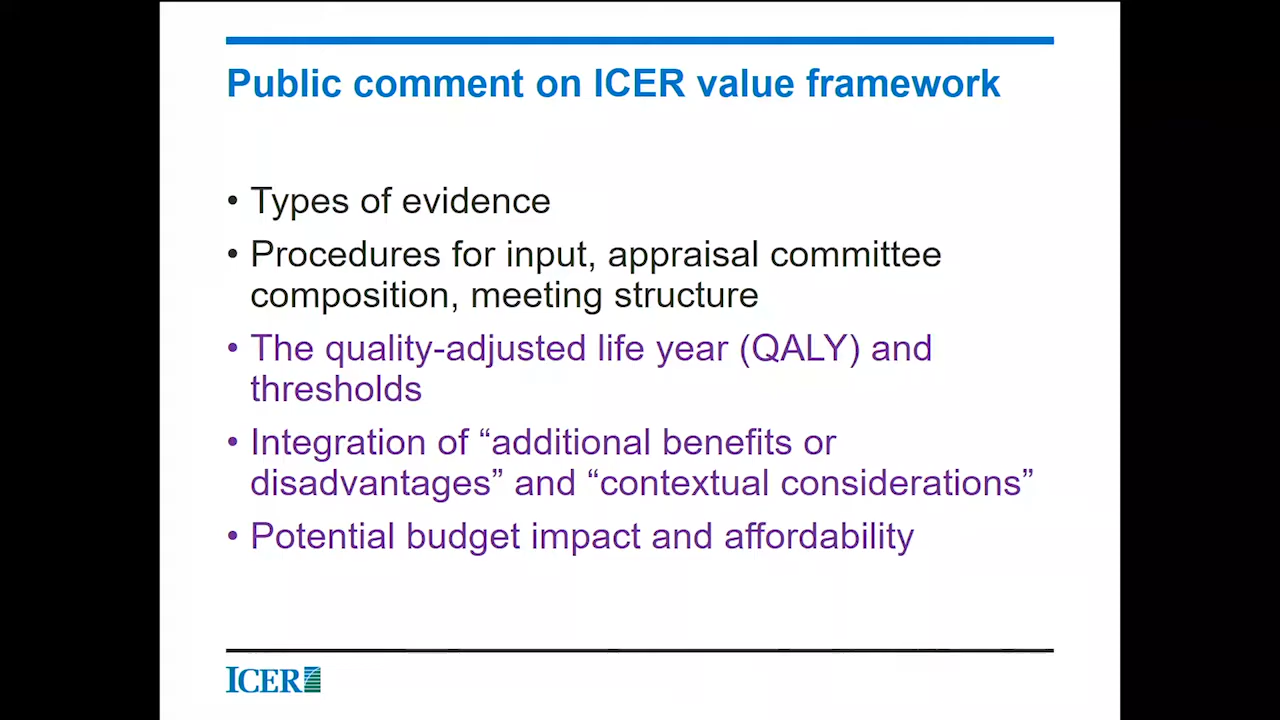 Public comment on ICER value framework
• Types of evidence
• Procedures for input, appraisal committee
composition, meeting structure
• The quality-adjusted life year (QALY) and
thresholds
• Integration of “additional benefits or
disadvantages” and “contextual considerations”
• Potential budget impact and affordability
ICER